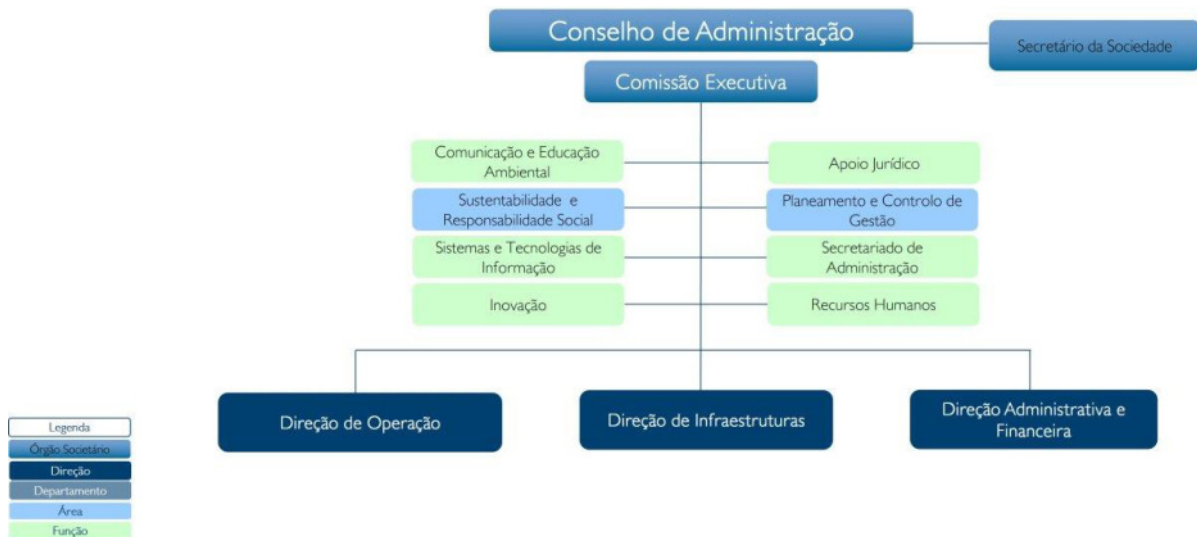 Conselho de Administração
Secretário da Sociedade
Comissão Executiva
Comunicação e Educação
Ambiental
Apoio Jurídico
Sustentabilidade e
Responsabilidade Social
Planeamento e Controlo de
Gestão
Sistemas e Tecnologias de
Informação
Secretariado de
Administração
Inovação
Recursos Humanos
Direção de Operação
Direção de Infraestruturas
Direção Administrativa e
Financeira
Legenda
Órgão Societário
Direção
Departamento
Área
Função